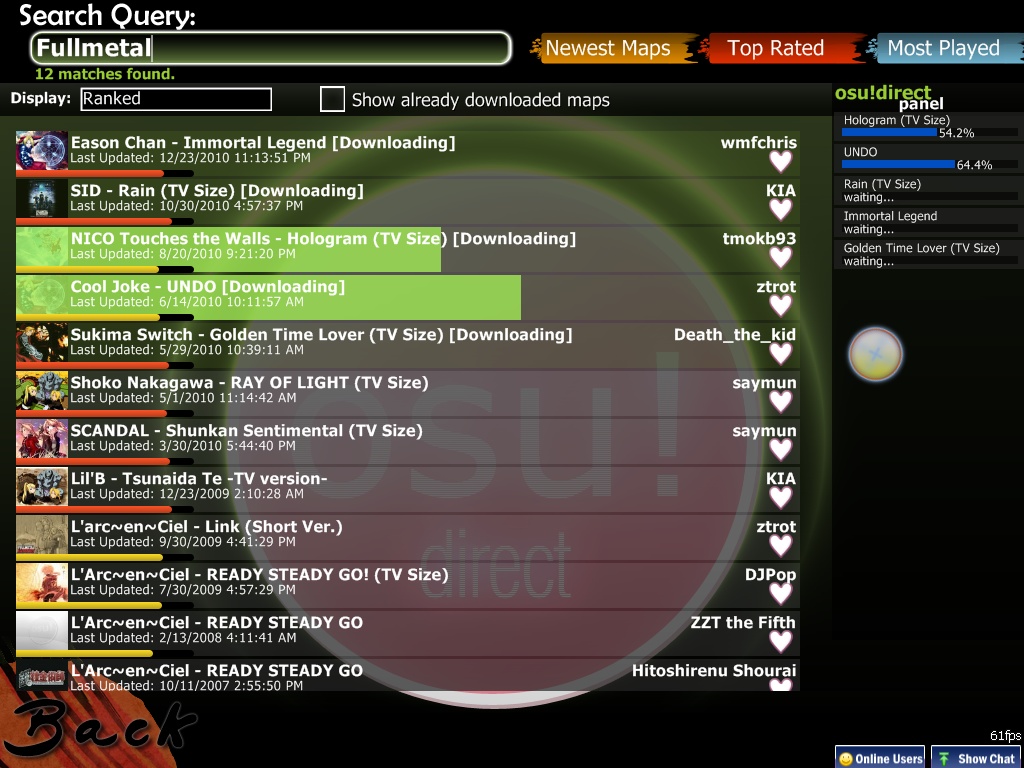 Search Query:
Fullmetal
Newest Maps
Top Rated
Most Played
12 matches found.
Display: Ranked
Show already downloaded maps
osu!direct
panel
Hologram (TV Size)
54.2%
UNDO
64.4%
Rain (TV Size)
waiting...
Immortal Legend
waiting...
Golden Time Lover (TV Size)
waiting...
Eason Chan - Immortal Legend [Downloading] wmfchris
Last Updated: 12/23/2010 11:13:51 PM
SID - Rain (TV Size) [Downloading] KIA
Last Updated: 10/30/2010 4:57:37 PM
NICO Touches the Walls - Hologram (TV Size) [Downloading] tmokb93
Last Updated: 8/20/2010 9:21:20 PM
Cool Joke - UNDO [Downloading] ztrot
Last Updated: 6/14/2010 10:11:57 AM
Sukima Switch - Golden Time Lover (TV Size) [Downloading] Death_the_kid
Last Updated: 5/29/2010 10:39:11 AM
Shoko Nakagawa - RAY OF LIGHT (TV Size) saymun
Last Updated: 5/1/2010 11:14:42 AM
SCANDAL - Shunkan Sentimental (TV Size) saymun
Last Updated: 3/30/2010 5:44:40 PM
Lil'B - Tsunaida Te -TV version- KIA
Last Updated: 12/23/2009 2:10:28 AM
L'arc~en~Ciel - Link (Short Ver.) ztrot
Last Updated: 9/30/2009 4:41:29 PM
L'Arc~en~Ciel - READY STEADY GO! (TV Size) DJPop
Last Updated: 7/30/2009 4:57:29 PM
L'Arc~en~Ciel - READY STEADY GO ZZT the Fifth
Last Updated: 2/13/2008 4:11:41 AM
L'Arc~en~Ciel - READY STEADY GO Hitoshirenu Shourai
Last Updated: 10/11/2007 2:55:50 PM
osu!
direct
Back
61fps
Online Users
Show Chat